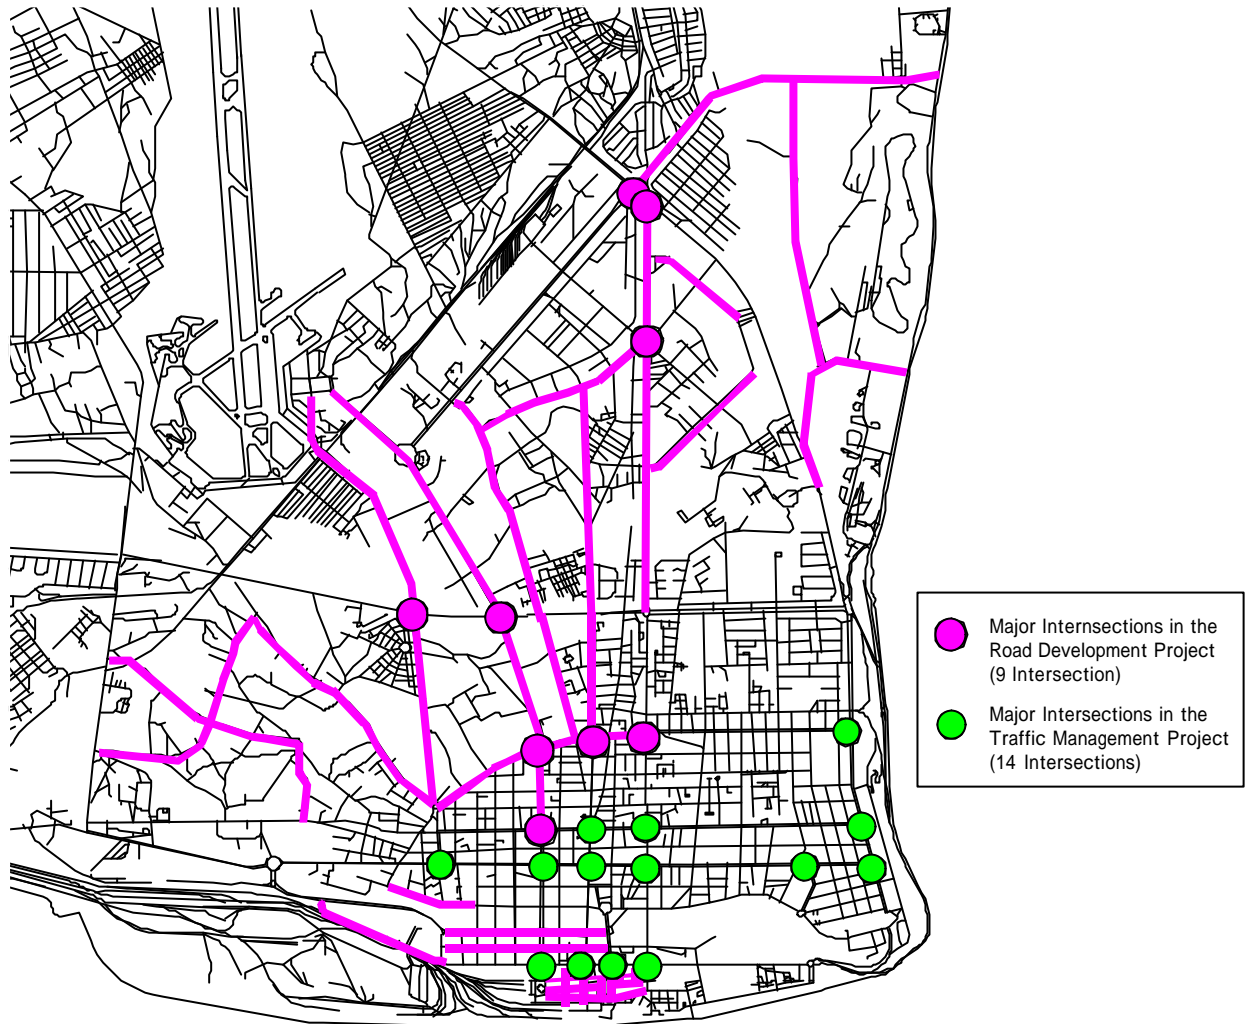 Major Internsections in the
Road Development Project
(9 Intersection)
Major Intersections in the
Traffic Management Project
(14 Intersections)